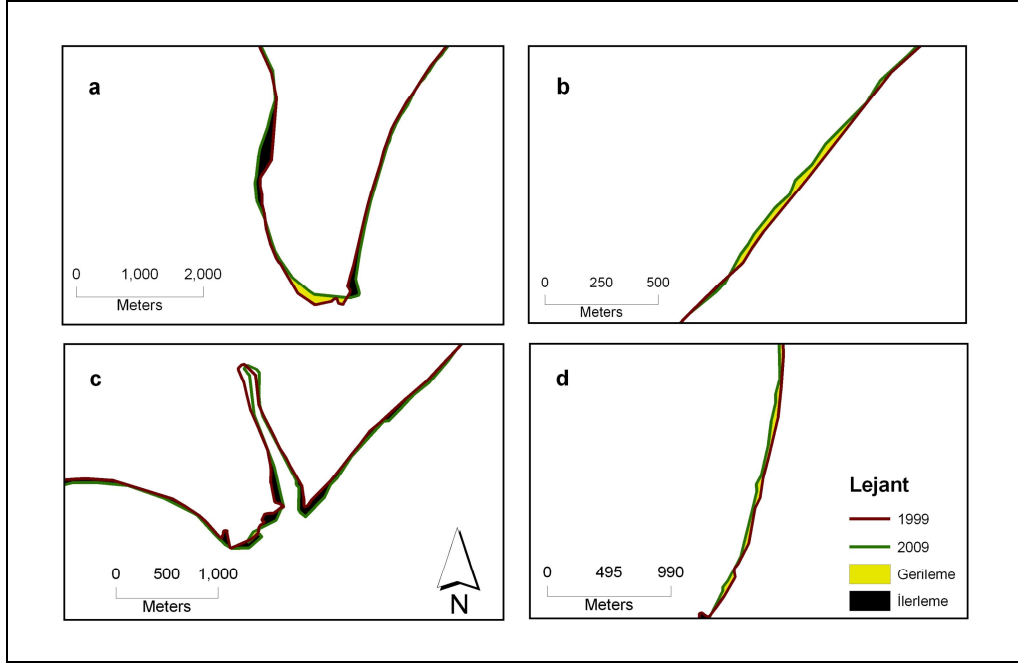 a
0 1,000 2,000
Meters
b
0 250 500
Meters
c
0 500 1,000
Meters
N
d
0 495 990
Meters
Lejant
1999
2009
Gerileme
İlerleme